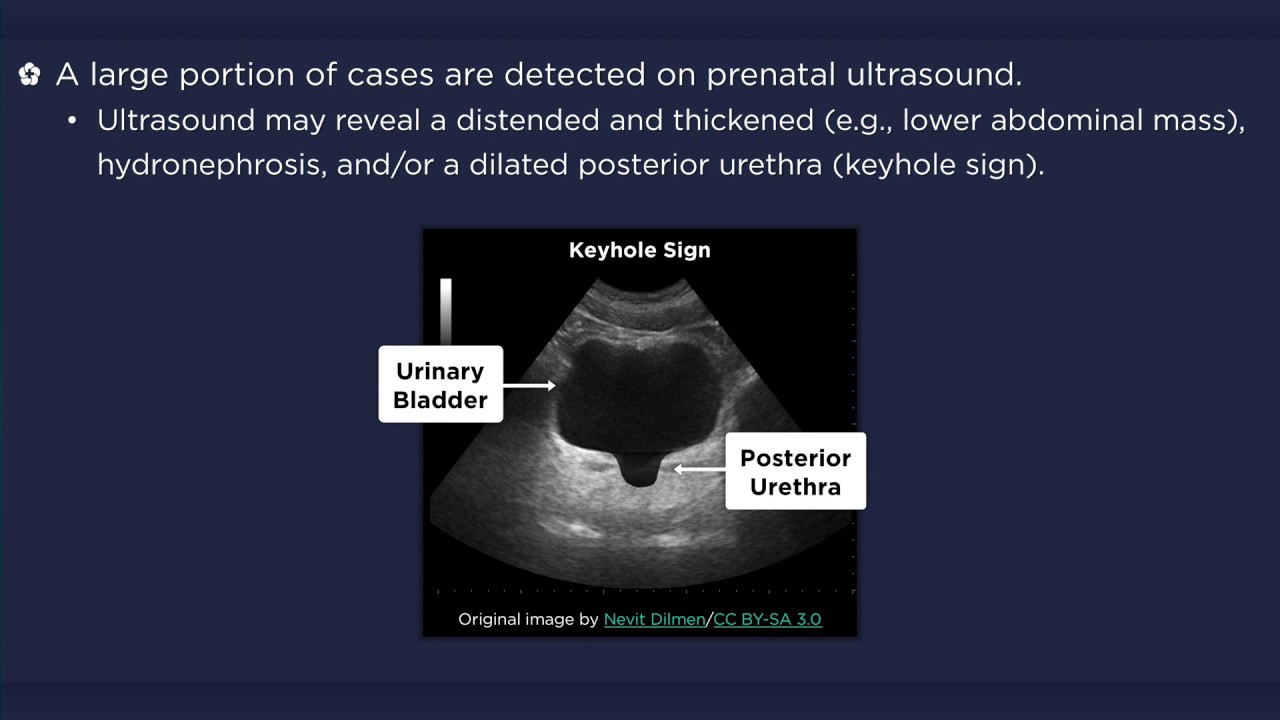 A large portion of cases are detected on prenatal ultrasound.
• Ultrasound may reveal a distended and thickened (e.g., lower abdominal mass),
hydronephrosis, and/or a dilated posterior urethra (keyhole sign).
Keyhole Sign
Urinary
Bladder
Posterior
Urethra
Original image by Nevit Dilmen/CC BY-SA 3.0